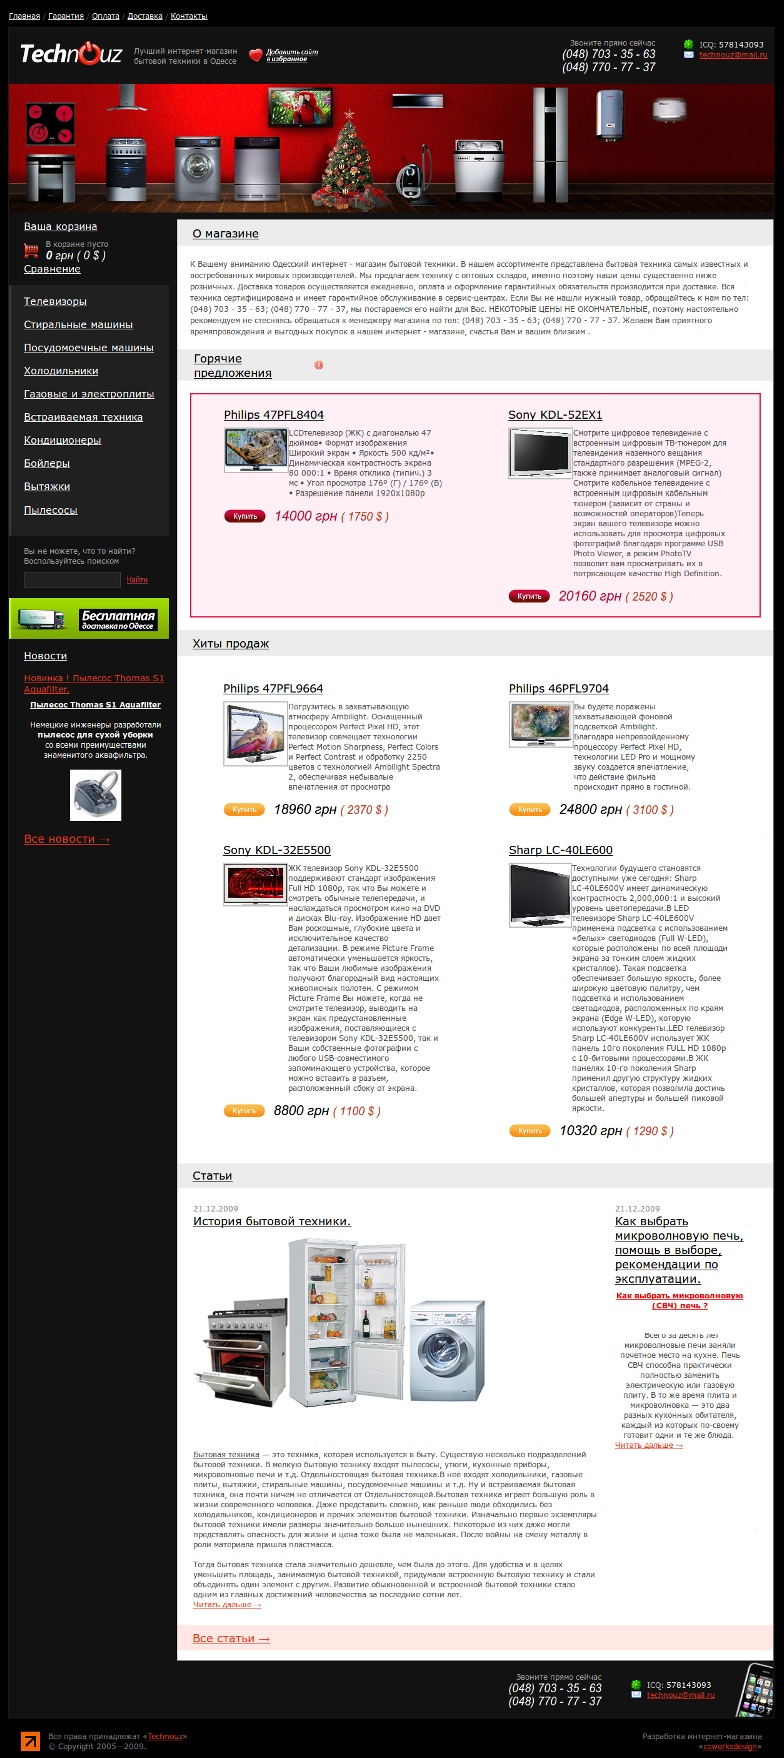 Главная / Гарантия / Оплата / Доставка / Контакты
Technouz
Лучший интернет-магазин
бытовой техники в Одессе
Добавить сайт
в избранное
Звоните прямо сейчас
(048) 703 - 35 - 63
(048) 770 - 77 - 37
ICQ: 578143093
technouz@mail.ru
Ваша корзина
В корзине пусто
0 грн ( 0 $ )
Сравнение
Телевизоры
Стиральные машины
Посудомоечные машины
Холодильники
Газовые и электроплиты
Встраиваемая техника
Кондиционеры
Бойлеры
Вытяжки
Пылесосы
Вы не можете, что то найти?
Воспользуйтесь поиском
Найти
Бесплатная
доставка по Одессе
Новости
Новинка ! Пылесос Thomas S1
Aquafilter.
Пылесос Thomas S1 Aquafilter
Немецкие инженеры разработали
пылесос для сухой уборки
со всеми преимуществами
знаменитого аквафильтра.
Все новости →
О магазине
К Вашему вниманию Одесский интернет - магазин бытовой техники. В нашем ассортименте представлена бытовая техника самых известных и
востребованных мировых производителей. Мы предлагаем технику с оптовых складов, именно поэтому наши цены существенно ниже
розничных. Доставка товаров осуществляется ежедневно, оплата и оформление гарантийных обязательств производится при доставке. Вся
техника сертифицирована и имеет гарантийное обслуживание в сервис-центрах. Если Вы не нашли нужный товар, обращайтесь к нам по тел:
(048) 703 - 35 - 63; (048) 770 - 77 - 37, мы постараемся его найти для Вас. НЕКОТОРЫЕ ЦЕНЫ НЕ ОКОНЧАТЕЛЬНЫЕ, поэтому настоятельно
рекомендуем не стесняясь обращаться к менеджеру магазина по тел: (048) 703 - 35 - 63; (048) 770 - 77 - 37. Желаем Вам приятного
времяпровождения и выгодных покупок в нашем интернет - магазине, счастья Вам и вашим близким .
Горячие
предложения
Philips 47PFL8404
LCDтелевизор (ЖК) с диагональю 47
дюймов• Формат изображения
Широкий экран • Яркость 500 кд/м²•
Динамическая контрастность экрана
80 000:1 • Время отклика (типич.) 3
мс • Угол просмотра 176º (Г) / 176º (В)
• Разрешение панели 1920x1080p
Купить 14000 грн ( 1750 $ )
Sony KDL-52EX1
Смотрите цифровое телевидение с
встроенным цифровым ТВ-тюнером для
телевидения наземного вещания
стандартного разрешения (MPEG-2,
также принимает аналоговый сигнал)
Смотрите кабельное телевидение с
встроенным цифровым кабельным
тюнером (зависит от страны и
возможностей операторов)Теперь
экран вашего телевизора можно
использовать для просмотра цифровых
фотографий благодаря программе USB
Photo Viewer, а режим PhotoTV
позволит вам просматривать их в
потрясающем качестве High Definition.
Купить 20160 грн ( 2520 $ )
Хиты продаж
Philips 47PFL9664
Погрузитесь в захватывающую
атмосферу Ambilight. Оснащенный
процессором Perfect Pixel HD, этот
телевизор совмещает технологии
Perfect Motion Sharpness, Perfect Colors
и Perfect Contrast и обработку 2250
цветов с технологией Ambilight Spectra
2, обеспечивая небывалые
впечатления от просмотра
Купить 18960 грн ( 2370 $ )
Philips 46PFL9704
Вы будете поражены
захватывающей фоновой
подсветкой Ambilight.
Благодаря непревзойденному
процессору Perfect Pixel HD,
технологии LED Pro и мощному
звуку создается впечатление,
что действие фильма
происходит прямо в гостиной.
Купить 24800 грн ( 3100 $ )
Sony KDL-32E5500
ЖК телевизор Sony KDL-32E5500
поддерживают стандарт изображения
Full HD 1080p, так что Вы можете и
смотреть обычные телепередачи, и
наслаждаться просмотром кино на DVD
и дисках Blu-ray. Изображение HD дает
Вам роскошные, глубокие цвета и
исключительное качество
детализации. В режиме Picture Frame
автоматически уменьшается яркость,
так что Ваши любимые изображения
получают благородный вид настоящих
живописных полотен. С режимом
Picture Frame Вы можете, когда не
смотрите телевизор, выводить на
экран как предустановленные
изображения, поставляющиеся с
телевизором Sony KDL-32E5500, так и
Ваши собственные фотографии с
любого USB-совместимого
запоминающего устройства, которое
можно вставить в разъем,
расположенный сбоку от экрана.
Купить 8800 грн ( 1100 $ )
Sharp LC-40LE600
Технологии будущего становятся
доступными уже сегодня: Sharp
LC-40LE600V имеет динамическую
контрастность 2,000,000:1 и высокий
уровень цветопередачи.В LED
телевизоре Sharp LC-40LE600V
применена подсветка с использованием
«белых» светодиодов (Full W-LED),
которые расположены по всей площади
экрана за тонким слоем жидких
кристаллов). Такая подсветка
обеспечивает большую яркость, более
широкую цветовую палитру, чем
подсветка и использованием
светодиодов, расположенных по краям
экрана (Edge W-LED), которую
используют конкуренты.LED телевизор
Sharp LC-40LE600V использует ЖК
панель 10го поколения FULL HD 1080p
с 10-битовыми процессорами.В ЖК
панелях 10-го поколения Sharp
применил другую структуру жидких
кристаллов, которая позволила достичь
большей апертуры и большей пиковой
яркости.
Купить 10320 грн ( 1290 $ )
Статьи
21.12.2009
История бытовой техники.
Бытовая техника — это техника, которая используется в быту. Существую несколько подразделений
бытовой техники. В мелкую бытовую технику входят пылесосы, утюги, кухонные приборы,
микроволновые печи и т.д. Отдельностоящая бытовая техника.В неё входят холодильники, газовые
плиты, вытяжки, стиральные машины, посудомоечные машины и т.д. Ну и встраиваемая бытовая
техника, она почти ничем не отличается от Отдельностоящей.Бытовая техника играет большую роль в
жизни современного человека. Даже представить сложно, как раньше люди обходились без
холодильников, кондиционеров и прочих элементов бытовой техники. Изначально первые экземпляры
бытовой техники имели размеры значительно больше нынешних. Некоторые из них даже могли
представлять опасность для жизни и цена тоже была не маленькая. После войны на смену металлу в
роли материала пришла пластмасса.
Тогда бытовая техника стала значительно дешевле, чем была до этого. Для удобства и в целях
уменьшить площадь, занимаемую бытовой техникой, придумали встроенную бытовую технику и стали
объединять один элемент с другим. Развитие обыкновенной и встроенной бытовой техники стало
одним из главных достижений человечества за последние сотни лет.
Читать дальше →
21.12.2009
Как выбрать
микроволновую печь,
помощь в выборе,
рекомендации по
эксплуатации.
Как выбрать микроволновую
(СВЧ) печь ?
Всего за десять лет
микроволновые печи заняли
почетное место на кухне. Печь
СВЧ способна практически
полностью заменить
электрическую или газовую
плиту. В то же время плита и
микроволновка — это два
разных кухонных обитателя,
каждый из которых по-своему
готовит одни и те же блюда.
Читать дальше →
Все статьи →
Звоните прямо сейчас
(048) 703 - 35 - 63
(048) 770 - 77 - 37
ICQ: 578143093
technouz@mail.ru
Все права принадлежат «Technouz»
© Copyright 2005—2009.
Разработка интернет-магазина
«coworksdesign»